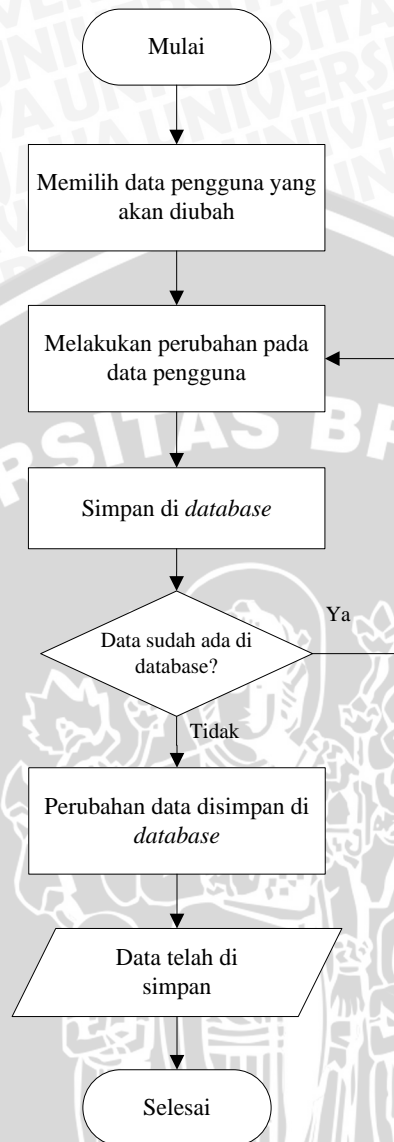 Mulai
Memilih data pengguna yang
akan diubah
Melakukan perubahan pada
data pengguna
Simpan di database
Data sudah ada di
database?
Ya
Tidak
Perubahan data disimpan di
database
Data telah di
simpan
Selesai